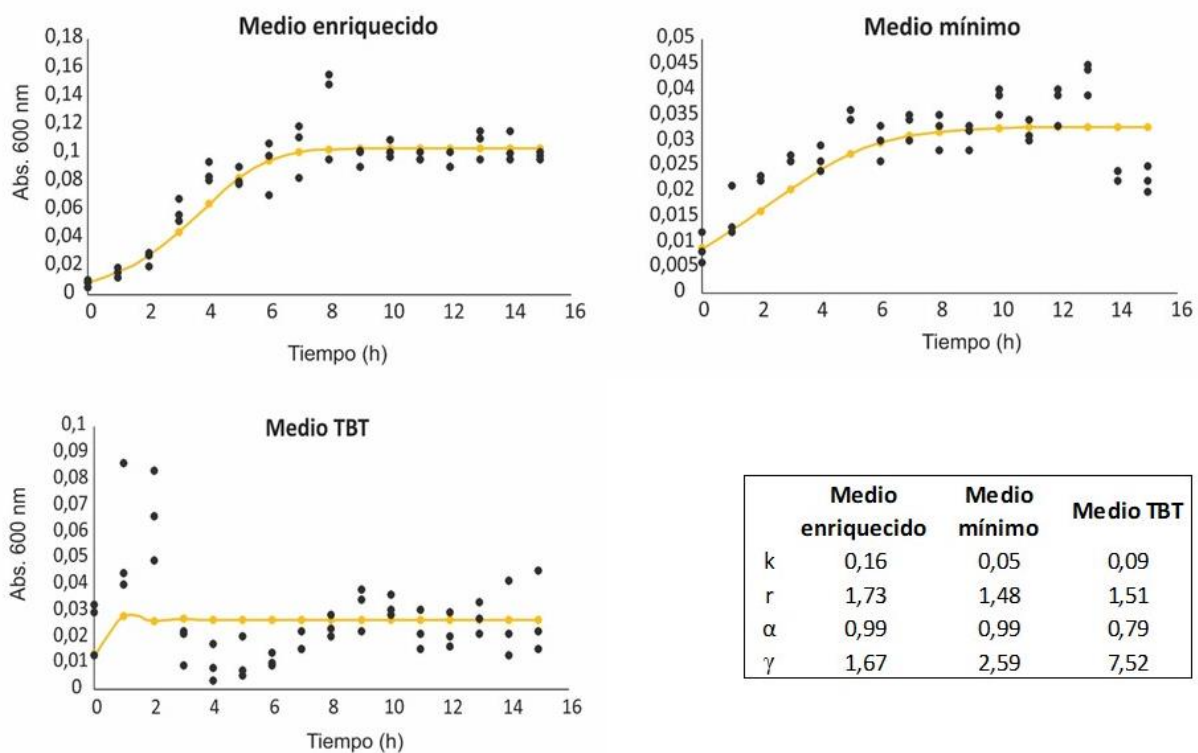 Medio enriquecido
Abs. 600 nm
0,18
0,16
0,14
0,12
0,1
0,08
0,06
0,04
0,02
0
0 2 4 6 8 10 12 14 16
Tiempo (h)
Medio mínimo
0,05
0,045
0,04
0,035
0,03
0,025
0,02
0,015
0,01
0,005
0
0 2 4 6 8 10 12 14 16
Tiempo (h)
Medio TBT
Abs. 600 nm
0,1
0,09
0,08
0,07
0,06
0,05
0,04
0,03
0,02
0,01
0
0 2 4 6 8 10 12 14 16
Tiempo (h)
Medio enriquecido Medio mínimo Medio TBT
k 0,16 0,05 0,09
r 1,73 1,48 1,51
α 0,99 0,99 0,79
γ 1,67 2,59 7,52